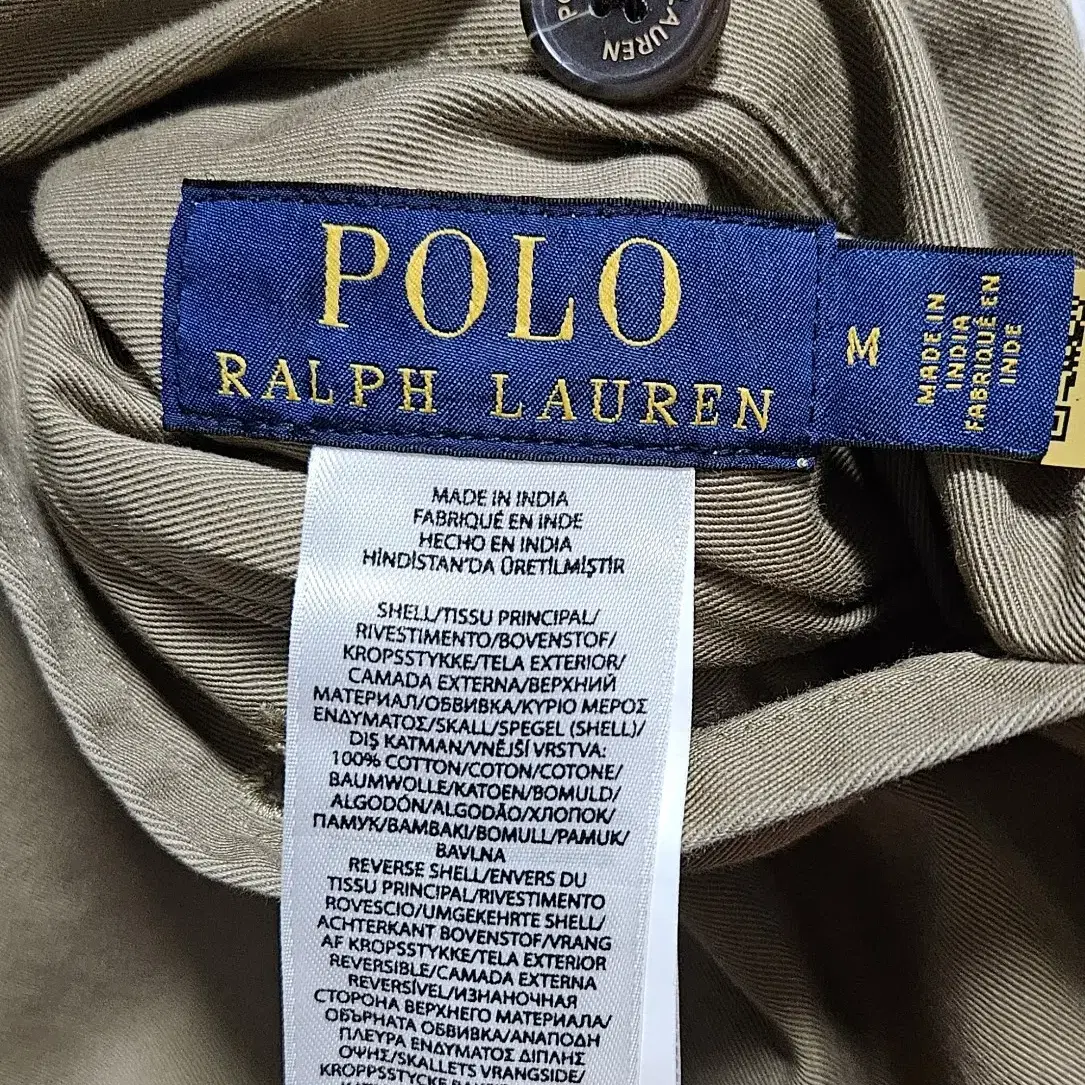 LAUREN
POLO
RALPH LAUREN
M
MADE IN
INDIA
FABRIQUÉ EN
INDE
MADE IN INDIA
FABRIQUÉ EN INDE
HECHO EN INDIA
HİNDİSTAN'DA ÜRETİLMİŞTİR
SHELL/TISSU PRINCIPAL/
RIVESTIMENTO/BOVENSTOF/
KROPSSTYKKE/TELA EXTERIOR/
CAMADA EXTERNA/ВЕРХНИЙ
МАТЕРИАЛ/ОБВИВКА/ΚΥΡΙΟ ΜΕΡΟΣ
ΕΝΔΥΜΑΤΟΣ/SKALL/SPEGEL (SHELL)/
DIŞ KATMAN/VNĚJŠÍ VRSTVA:
100% COTTON/COTON/COTONE/
BAUMWOLLE/KATOEN/BOMULD/
ALGODÓN/ALGODÃO/ХЛОПОК/
ПАМУК/BAMBAKI/BOMULL/PAMUK/
BAVLNA
REVERSE SHELL/ENVERS DU
TISSU PRINCIPAL/RIVESTIMENTO
ROVESCIO/UMGEKEHRTE SHELL/
ACHTERKANT BOVENSTOF/VRANG
AF KROPSSTYKKE/TELA EXTERIOR
REVERSIBLE/CAMADA EXTERNA
REVERSÍVEL/ИЗНАНОЧНАЯ
СТОРОНА ВЕРХНЕГО МАТЕРИАЛА/
ОБЪРНАТА ОБВИВКА/ΑΝΑΠΟΔΗ
ΠΛΕΥΡΑ ΕΝΔΥΜΑΤΟΣ ΔΙΠΛΗΣ
ΟΨΗΣ/SKALLETS VRANGSIDE/